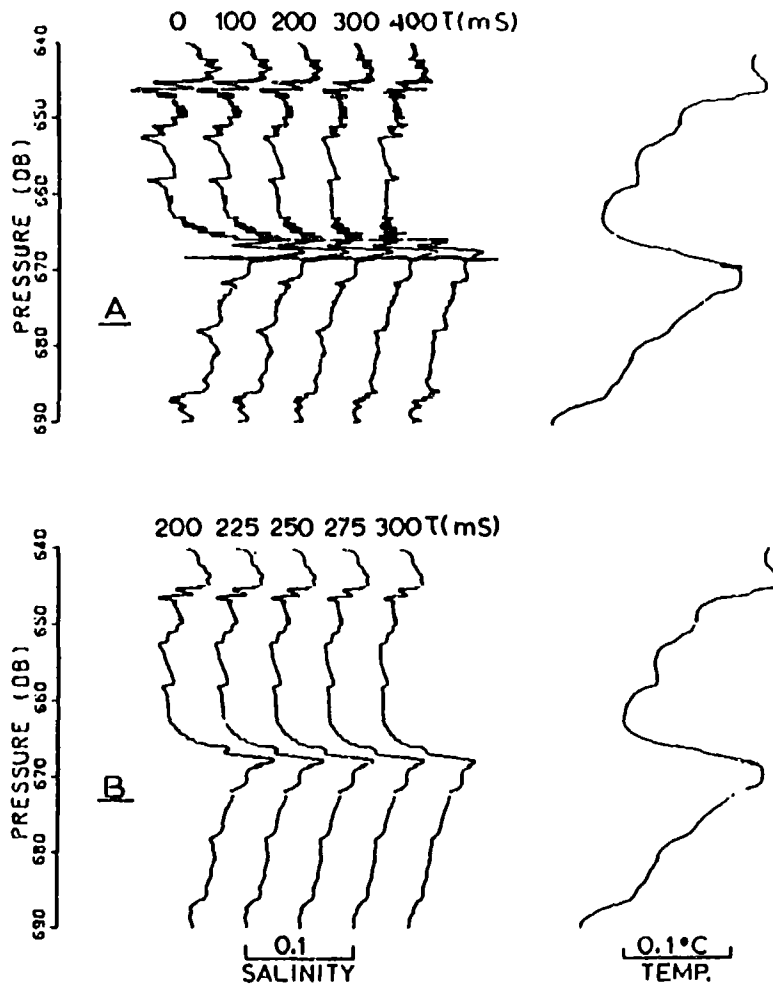 0 100 200 300 400 τ(mS)
640
650
660
670
680
690
PRESSURE (DB)
A
200 225 250 275 300 τ(mS)
640
650
660
670
680
690
PRESSURE (DB)
B
0.1
SALINITY
0.1°C
TEMP.